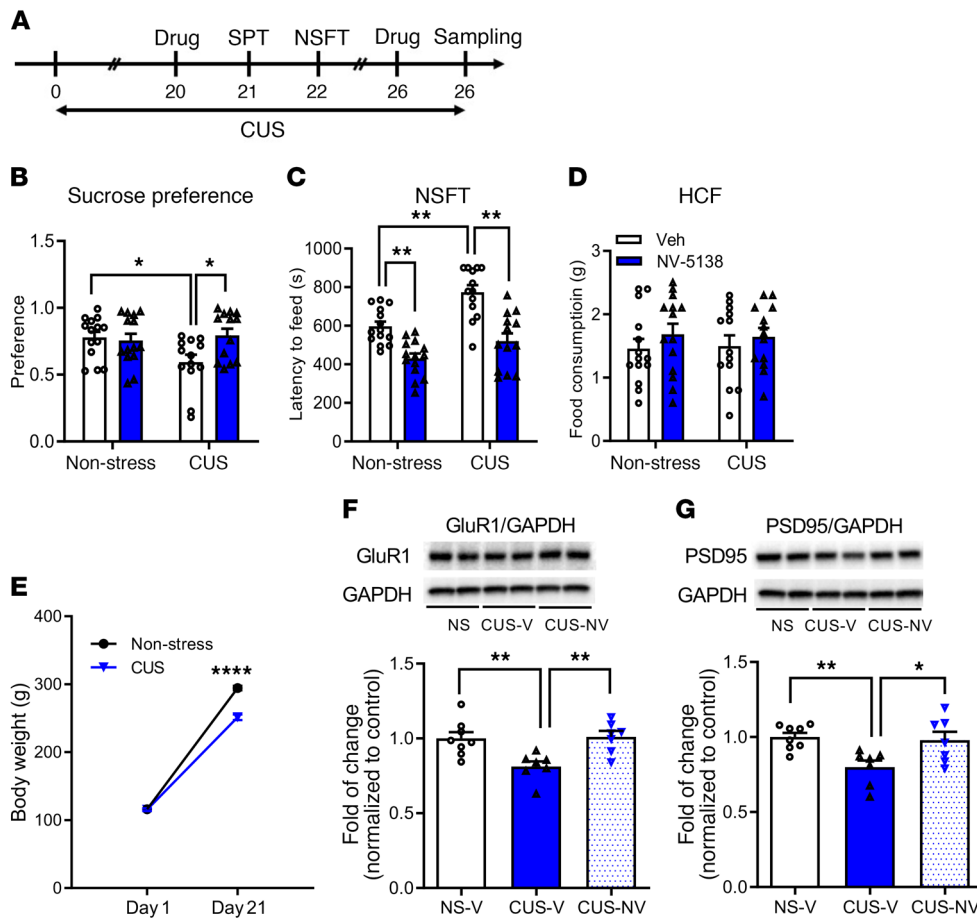 A
Drug SPT NSFT Drug Sampling
0 20 21 22 26 26
CUS
B
Sucrose preference
Preference
1.5
1.0
0.5
0.0
* *
Non-stress CUS
C
NSFT
Latency to feed (s)
1000
800
600
400
200
0
** **
**
Non-stress CUS
D
HCF
Veh
NV-5138
Food consumptioin (g)
3
2
1
0
Non-stress CUS
E
Body weight (g)
400
300
200
100
0
Non-stress
CUS
****
Day 1 Day 21
F
GluR1/GAPDH
GluR1
GAPDH
NS CUS-V CUS-NV
Fold of change
(normalized to control)
1.5
1.0
0.5
0.0
** **
NS-V CUS-V CUS-NV
G
PSD95/GAPDH
PSD95
GAPDH
NS CUS-V CUS-NV
Fold of change
(normalized to control)
1.5
1.0
0.5
0.0
** *
NS-V CUS-V CUS-NV